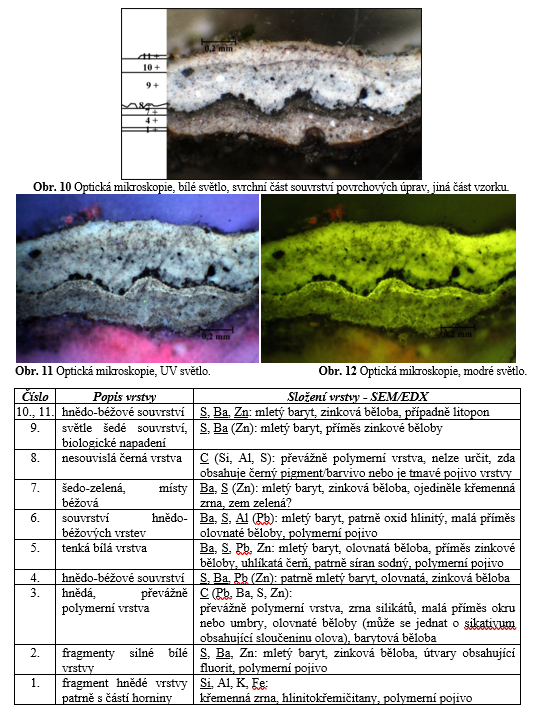 0,2 mm
11 +
10 +
9 +
8 +
7 +
4 +
1 +
Obr. 10 Optická mikroskopie, bílé světlo, svrchní část souvrství povrchových úprav, jiná část vzorku.
0,2 mm
0,2 mm
Obr. 11 Optická mikroskopie, UV světlo.
Obr. 12 Optická mikroskopie, modré světlo.
Číslo Popis vrstvy Složení vrstvy - SEM/EDX
10., 11. hnědo-béžové souvrství S, Ba, Zn: mletý baryt, zinková běloba, případně litopon
9. světle šedé souvrství, S, Ba (Zn): mletý baryt, příměs zinkové běloby
biologické napadení
8. nesouvislá černá vrstva C (Si, Al, S): převážně polymerní vrstva, nelze určit, zda
obsahuje černý pigment/barvivo nebo je tmavé pojivo vrstvy
7. šedo-zelená, místy Ba, S (Zn): mletý baryt, zinková běloba, ojediněle křemenná
béžová zrna, zem zelená?
6. souvrství hnědo- Ba, S, Al (Pb): mletý baryt, patrně oxid hlinitý, malá příměs
béžových vrstev olovnaté běloby, polymerní pojivo
5. tenká bílá vrstva Ba, S. Pb, Zn: mletý baryt, olovnatá běloba, příměs zinkové
běloby, uhlíkatá čerň, patrně síran sodný, polymerní pojivo
4. hnědo-béžové souvrství S, Ba, Pb (Zn): patrně mletý baryt, olovnatá, zinková běloba
3. hnědá, převážně C (Pb, Ba, S, Zn):
polymerní vrstva převážně polymerní vrstva, zrna silikátů, malá příměs okru
nebo umbry, olovnaté běloby (může se jednat o sikativum
obsahující sloučeninu olova), barytová běloba
2. fragmenty silné bílé S, Ba, Zn: mletý baryt, zinková běloba, útvary obsahující
vrstvy fluorit, polymerní pojivo
1. fragment hnědé vrstvy Si, Al, K, Fe:
patrně s částí horniny křemenná zrna, hlinitokřemičitany, polymerní pojivo